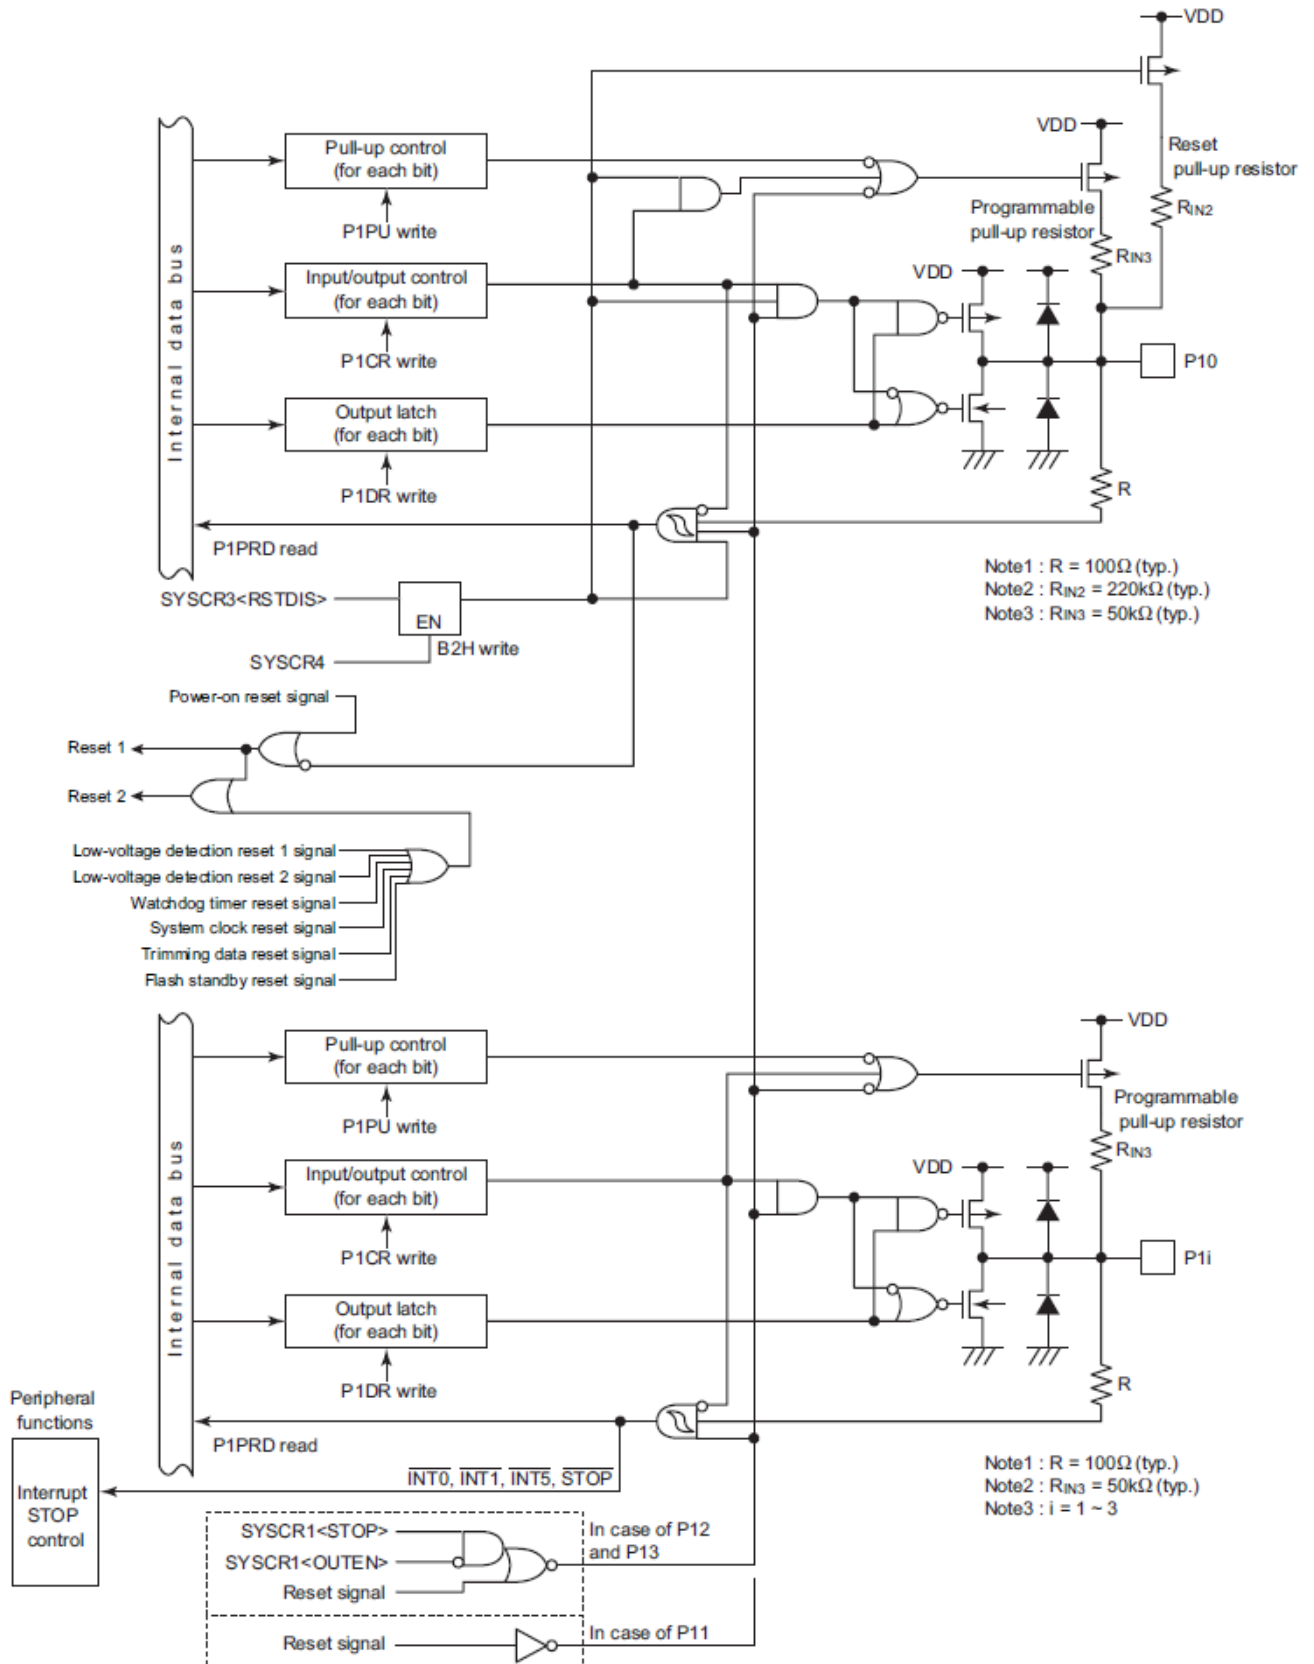 VDD
VDD
Reset
pull-up resistor
Pull-up control
(for each bit)
P1PU write
Programmable
pull-up resistor
RIN2
RIN3
Internal data bus
Input/output control
(for each bit)
P1CR write
VDD
P10
Output latch
(for each bit)
P1DR write
R
P1PRD read
Note1 : R = 100Ω (typ.)
Note2 : RIN2 = 220kΩ (typ.)
Note3 : RIN3 = 50kΩ (typ.)
SYSCR3<RSTDIS>
EN
B2H write
SYSCR4
Power-on reset signal
Reset 1
Reset 2
Low-voltage detection reset 1 signal
Low-voltage detection reset 2 signal
Watchdog timer reset signal
System clock reset signal
Trimming data reset signal
Flash standby reset signal
VDD
Pull-up control
(for each bit)
P1PU write
Programmable
pull-up resistor
RIN3
Internal data bus
Input/output control
(for each bit)
P1CR write
VDD
P1i
Output latch
(for each bit)
P1DR write
R
Peripheral
functions
P1PRD read
INT0, INT1, INT5, STOP
Interrupt
STOP
control
Note1 : R = 100Ω (typ.)
Note2 : RIN3 = 50kΩ (typ.)
Note3 : i = 1 ~ 3
SYSCR1<STOP>
SYSCR1<OUTEN>
Reset signal
In case of P12
and P13
Reset signal
In case of P11